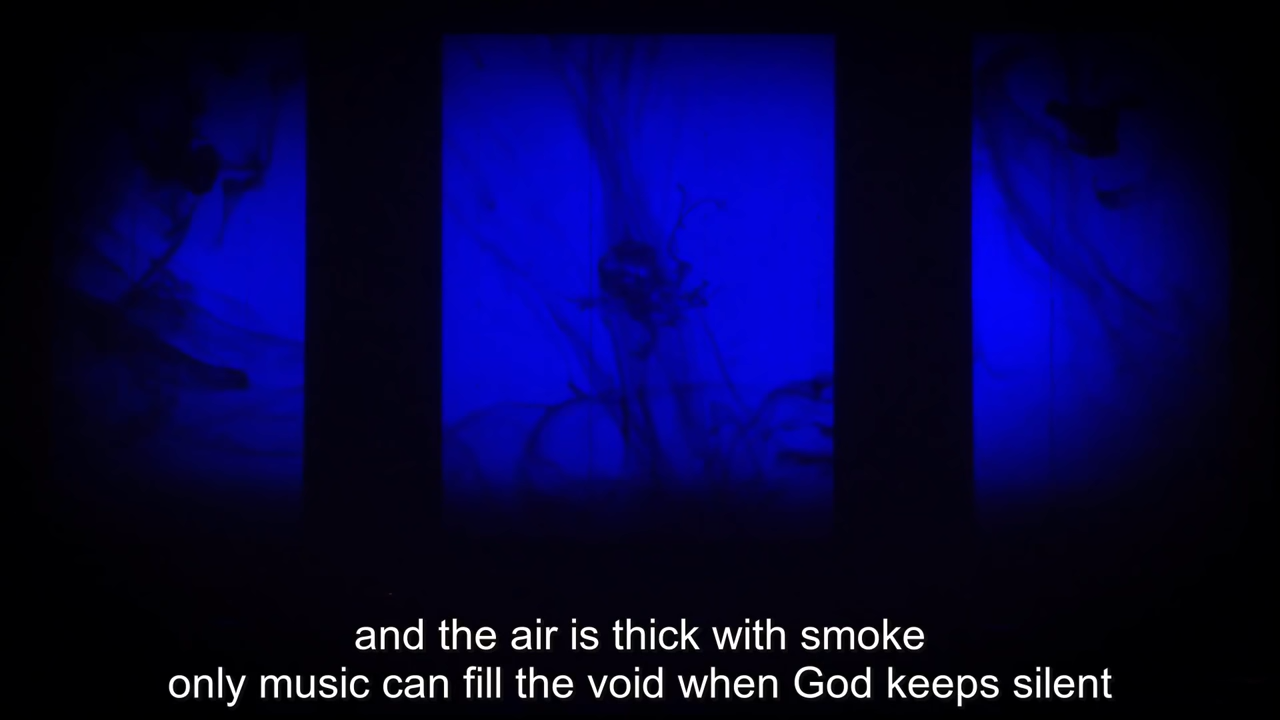 and the air is thick with smoke
only music can fill the void when God keeps silent